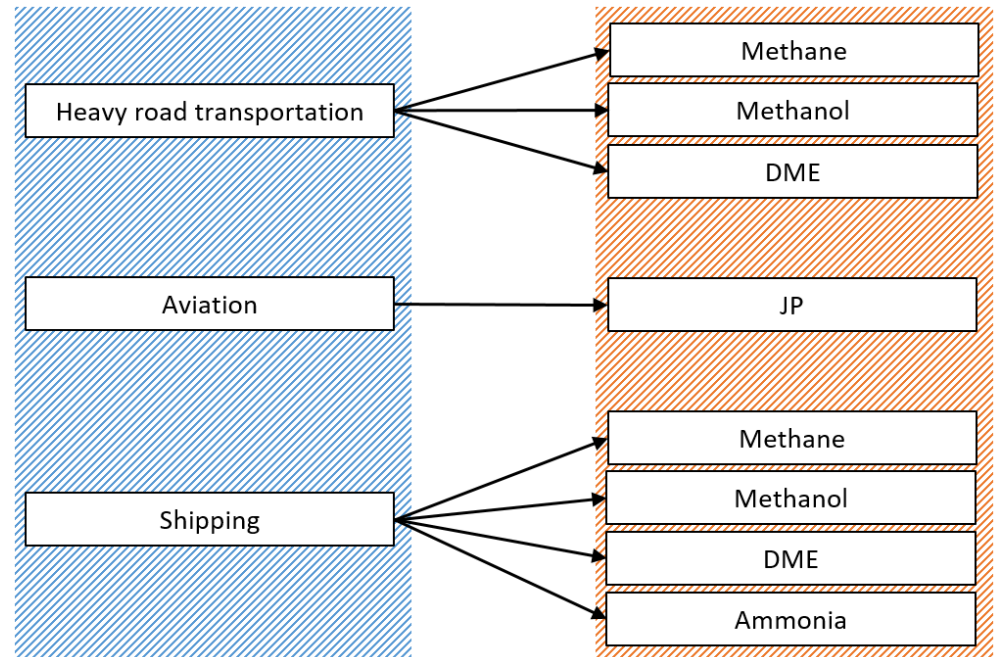 Heavy road transportation
Methane
Methanol
DME
Aviation
JP
Shipping
Methane
Methanol
DME
Ammonia